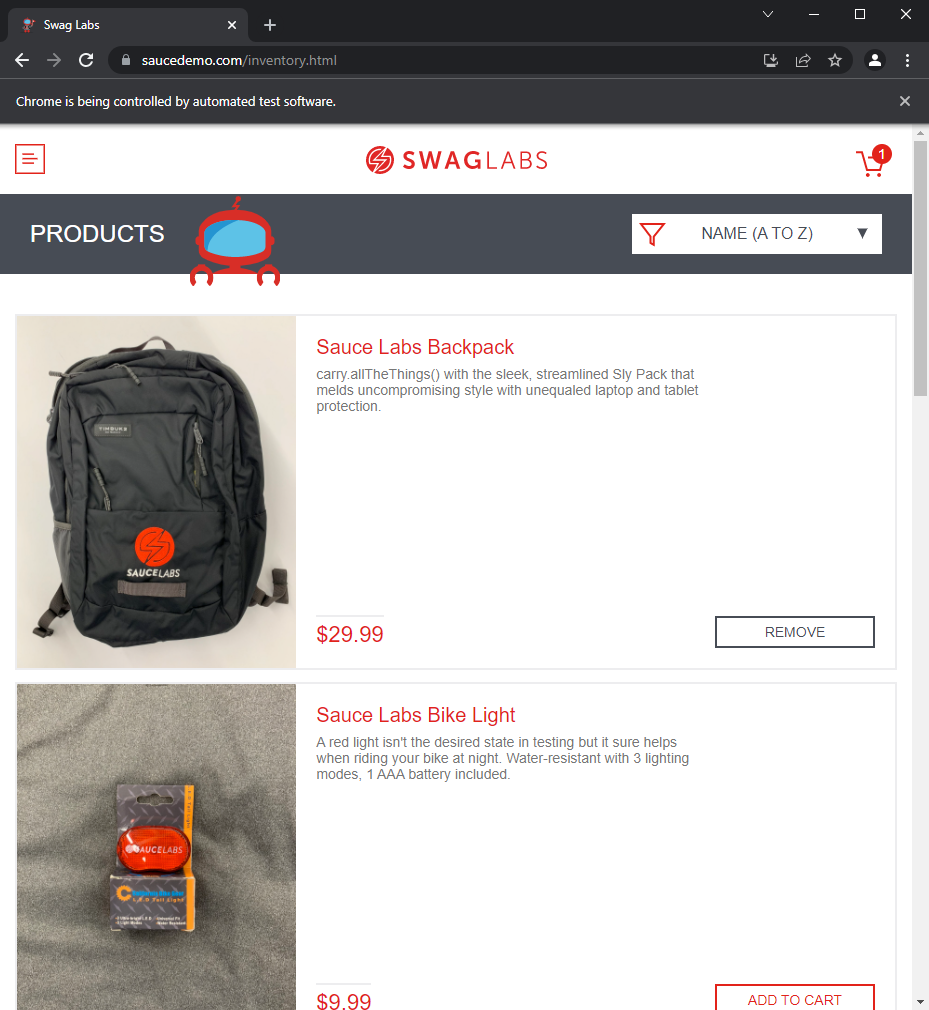 Swag Labs
saucedemo.com/inventory.html
Chrome is being controlled by automated test software.
SWAGLABS
1
PRODUCTS
NAME (A TO Z)
Sauce Labs Backpack
carry.allTheThings() with the sleek, streamlined Sly Pack that
melds uncompromising style with unequaled laptop and tablet
protection.
TIMBUK2
SAUCELABS
$29.99
REMOVE
Sauce Labs Bike Light
A red light isn't the desired state in testing but it sure helps
when riding your bike at night. Water-resistant with 3 lighting
modes, 1 AAA battery included.
SAUCELABS
L.E.D Tail Light
$9.99
ADD TO CART